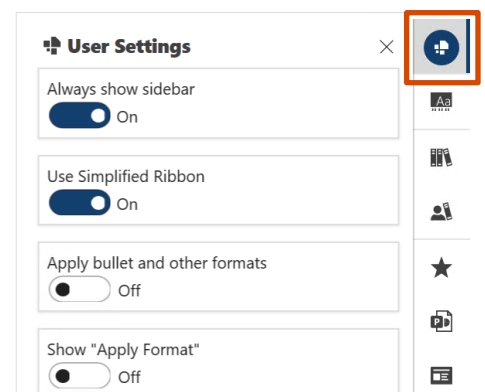 User Settings
Always show sidebar
On
Aa
Use Simplified Ribbon
On
Apply bullet and other formats
Off
P
Show "Apply Format"
Off